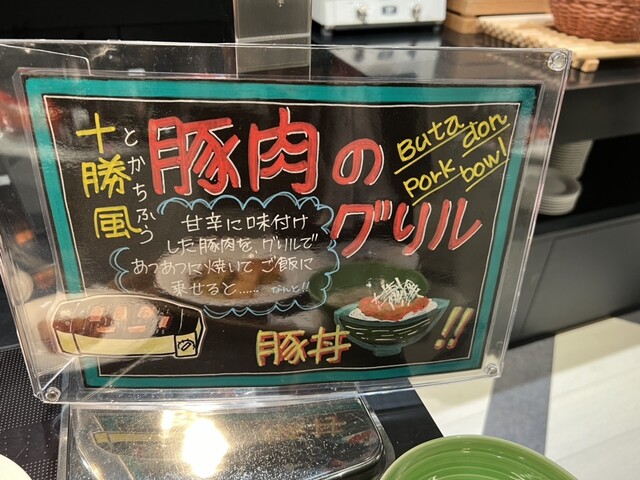 十勝風
とかちふう
豚肉の
グリル
Buta don
Pork bowl
甘辛に味付け
した豚肉を、グリルで
あつあつに焼いて ご飯に
乗せると…… なんと!!
豚丼!!